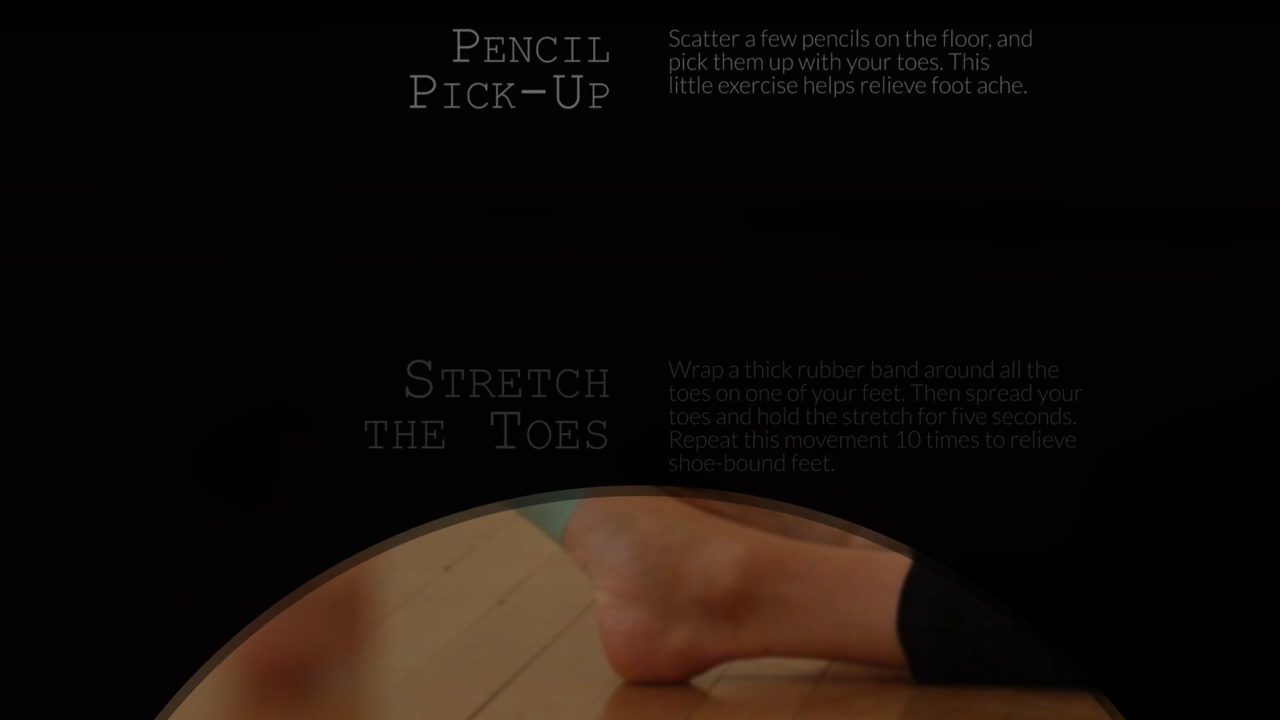 Pencil
Pick-Up
Scatter a few pencils on the floor, and
pick them up with your toes. This
little exercise helps relieve foot ache.
Stretch
the Toes
Wrap a thick rubber band around all the
toes on one of your feet. Then spread your
toes and hold the stretch for five seconds.
Repeat this movement 10 times to relieve
shoe-bound feet.